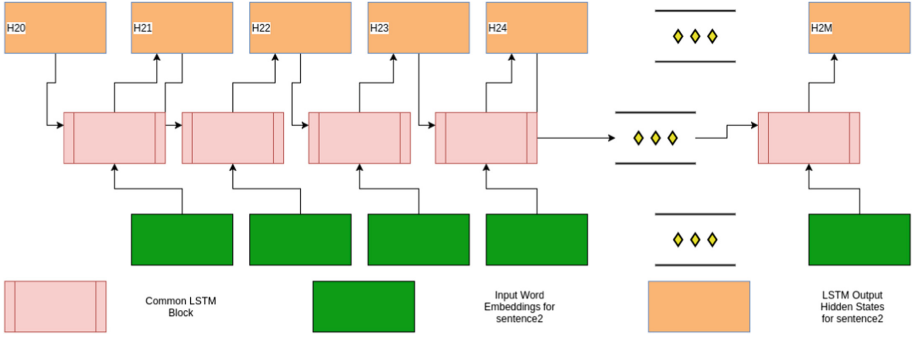 H20
H21
H22
H23
H24
H2M
Common LSTM
Block
Input Word
Embeddings for
sentence2
LSTM Output
Hidden States
for sentence2